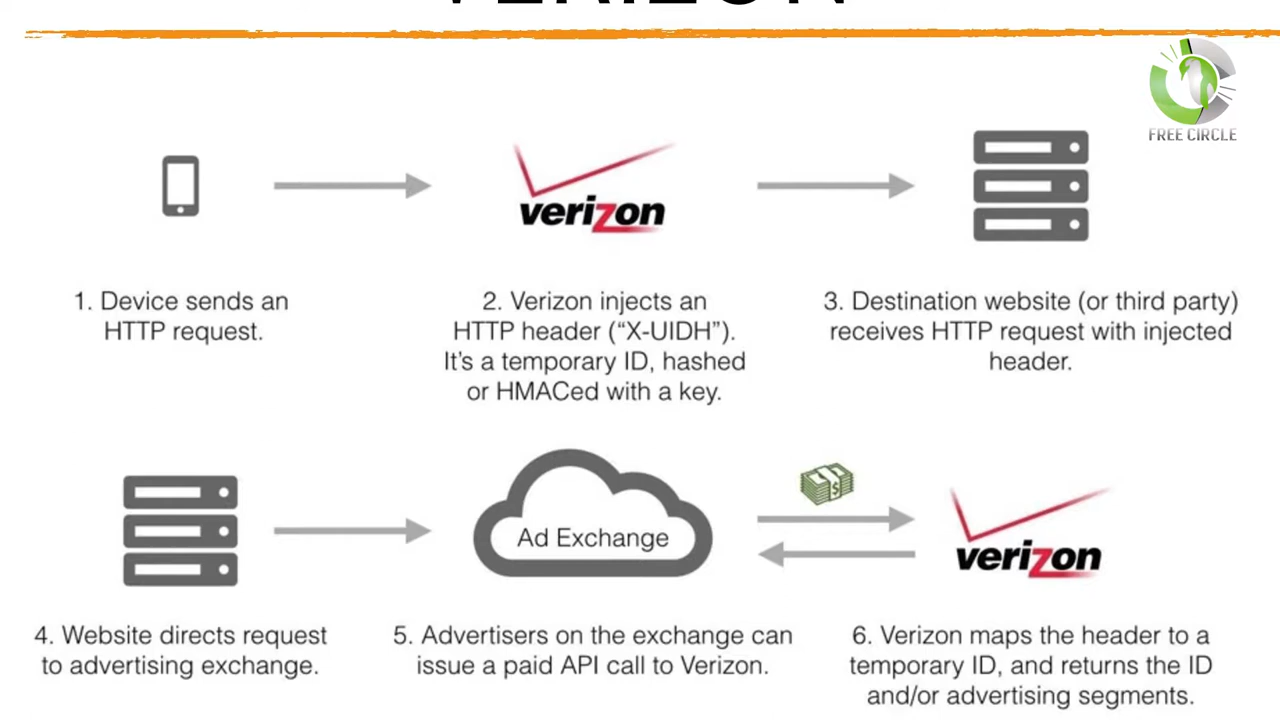 VERIZON
FREE CIRCLE
verizon
1. Device sends an
HTTP request.
2. Verizon injects an
HTTP header (“X-UIDH”).
It’s a temporary ID, hashed
or HMACed with a key.
3. Destination website (or third party)
receives HTTP request with injected
header.
Ad Exchange
$
verizon
4. Website directs request
to advertising exchange.
5. Advertisers on the exchange can
issue a paid API call to Verizon.
6. Verizon maps the header to a
temporary ID, and returns the ID
and/or advertising segments.